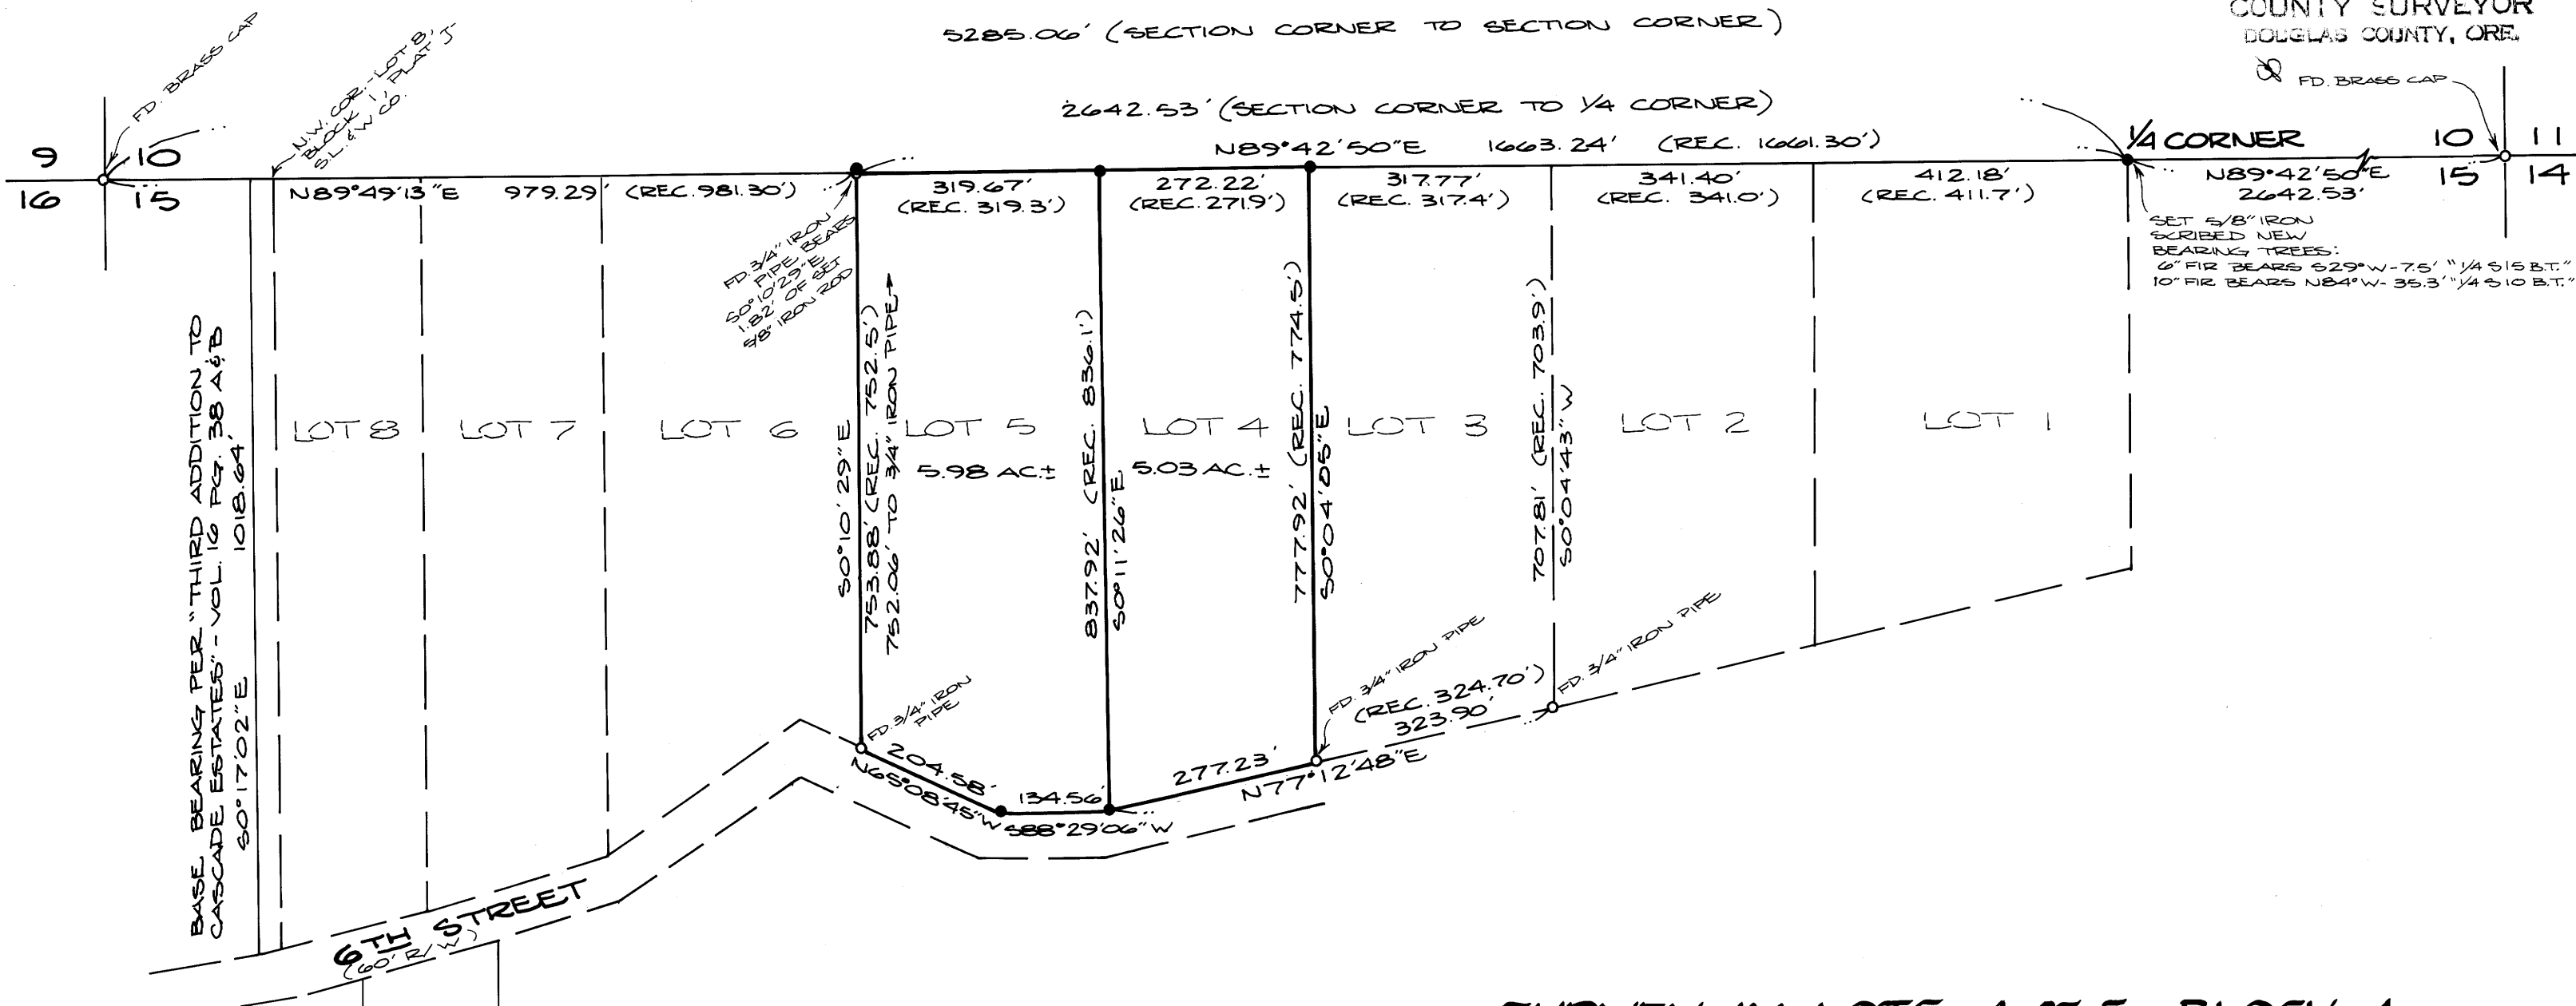 COUNTY SURVEYOR
DOUGLAS COUNTY, ORE.
5285.06' (SECTION CORNER TO SECTION CORNER)
FD. BRASS CAP
N.W. COR.-LOT 8,
BLOCK 1, PLAT "J"
S.L. & W CO.
FD. BRASS CAP
2642.53' (SECTION CORNER TO 1/4 CORNER)
N89°42'50"E 1663.24' (REC. 1661.30')
1/4 CORNER
9 10
16 15
10 11
15 14
N89°49'13"E 979.29' (REC. 981.30')
319.67'
(REC. 319.3')
272.22'
(REC. 271.9')
317.77'
(REC. 317.4')
341.40'
(REC. 341.0')
412.18'
(REC. 411.7')
N89°42'50"E
2642.53'
SET 5/8" IRON
SCRIBED NEW
BEARING TREES:
6" FIR BEARS S29°W-7.5' "1/4 S15 B.T."
10" FIR BEARS N84°W-35.3' "1/4 S10 B.T."
FD. 3/4" IRON
PIPE BEARS
S0°10'29"E
1.82' OF SET
5/8" IRON ROD
BASE BEARING PER "THIRD ADDITION TO
CASCADE ESTATES" - VOL. 16 PG. 38 A&B
S0°17'02"E 1018.64'
LOT 8
LOT 7
LOT 6
LOT 5
5.98 AC.±
LOT 4
5.03 AC.±
LOT 3
LOT 2
LOT 1
S0°10'29"E
753.88' (REC. 752.5')
752.06' TO 3/4" IRON PIPE
837.92' (REC. 836.1')
S0°11'26"E
777.92' (REC. 774.5')
S0°04'05"E
707.81' (REC. 703.9')
S0°04'43"W
FD. 3/4" IRON
PIPE
FD. 3/4" IRON PIPE
FD. 3/4" IRON PIPE
(REC. 324.70')
323.90'
204.58'
N65°08'45"W
134.56'
S88°29'06"W
277.23'
N77°12'48"E
6TH STREET
(60' R/W)